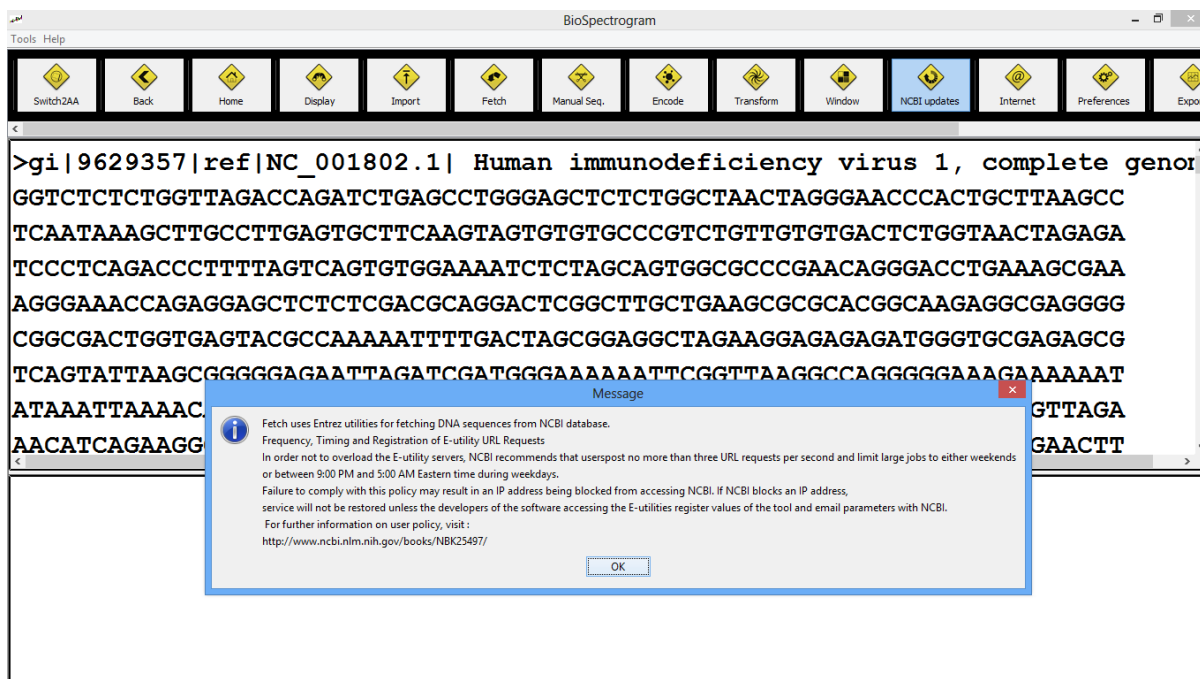 BioSpectrogram
Tools Help
Switch2AA Back Home Display Import Fetch Manual Seq. Encode Transform Window NCBI updates Internet Preferences Expo
>gi|9629357|ref|NC_001802.1| Human immunodeficiency virus 1, complete genom
GGTCTCTCTGGTTAGACCAGATCTGAGCCTGGGAGCTCTCTGGCTAACTAGGGAACCCACTGCTTAAGCC
TCAATAAAGCTTGCCTTGAGTGCTTCAAGTAGTGTGTGCCCGTCTGTTGTGTGACTCTGGTAACTAGAGA
TCCCTCAGACCCTTTTAGTCAGTGTGGAAAATCTCTAGCAGTGGCGCCCGAACAGGGACCTGAAAGCGAA
AGGGAAACCAGAGGAGCTCTCTCGACGCAGGACTCGGCTTGCTGAAGCGCGCACGGCAAGAGGCGAGGGG
CGGCGACTGGTGAGTACGCCAAAAATTTTGACTAGCGGAGGCTAGAAGGAGAGAGATGGGTGCGAGAGCG
TCAGTATTAAGCGGGGGAGAATTAGATCGATGGGAAAAAATTCGGTTAAGGCCAGGGGGAAAGAAAAAAT
ATAAATTAAAACA GTTAGA
AACATCAGAAGG GAACTT
Message
Fetch uses Entrez utilities for fetching DNA sequences from NCBI database.
Frequency, Timing and Registration of E-utility URL Requests
In order not to overload the E-utility servers, NCBI recommends that userspost no more than three URL requests per second and limit large jobs to either weekends
or between 9:00 PM and 5:00 AM Eastern time during weekdays.
Failure to comply with this policy may result in an IP address being blocked from accessing NCBI. If NCBI blocks an IP address,
service will not be restored unless the developers of the software accessing the E-utilities register values of the tool and email parameters with NCBI.
For further information on user policy, visit :
http://www.ncbi.nlm.nih.gov/books/NBK25497/
OK